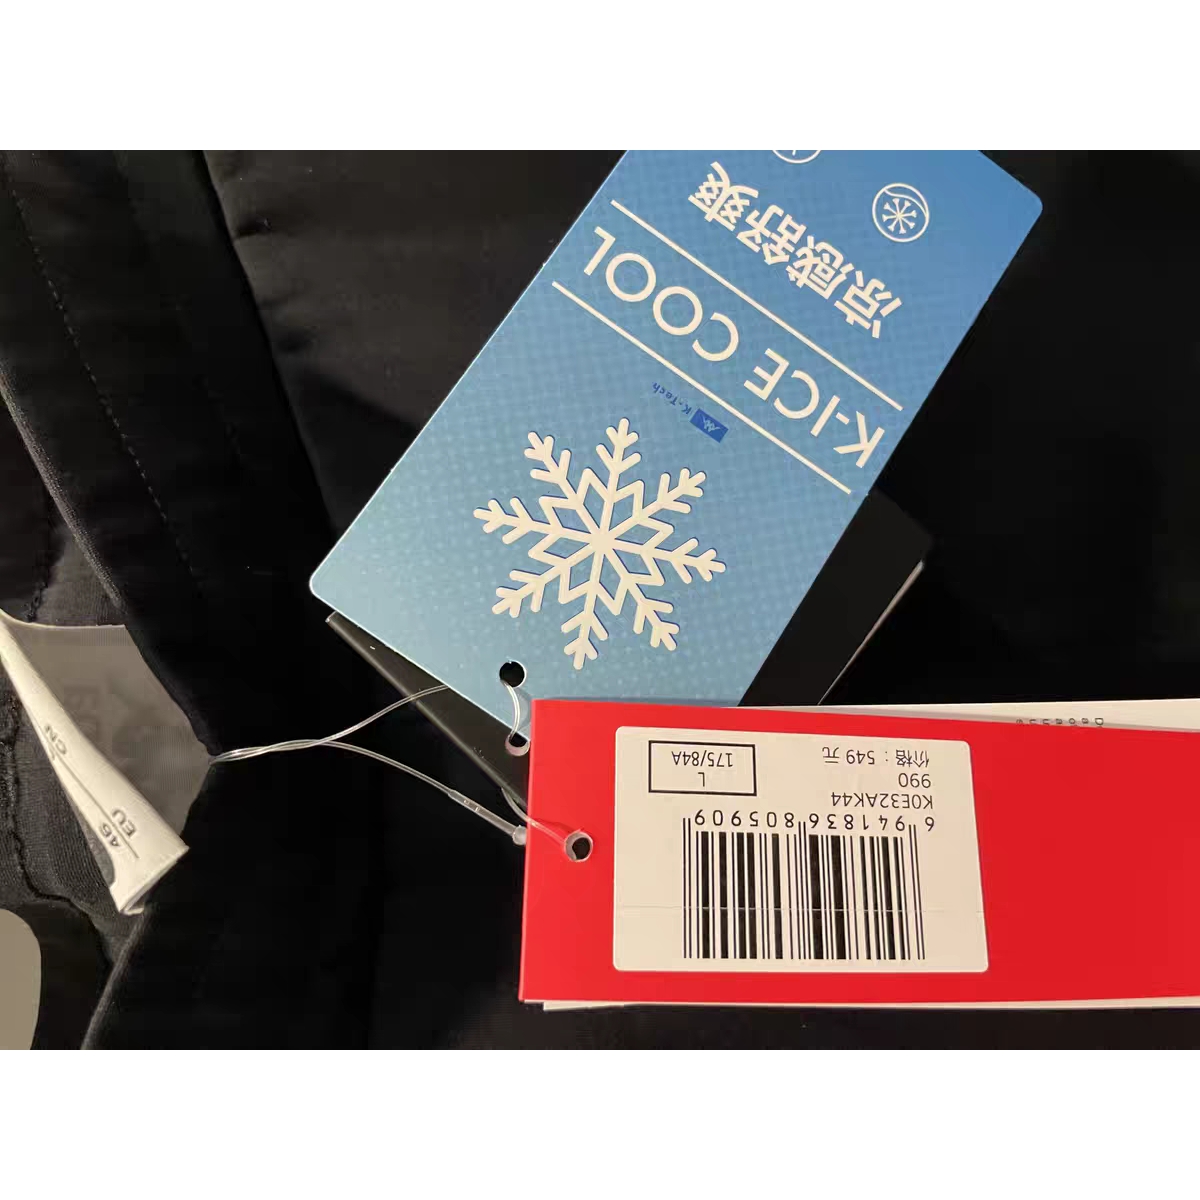 凉感舒爽
K-ICE COOL
K.Tech
K0E32AK44
990
价格：549 元
L
175/84A
6 941836 805909
46
EU
CN